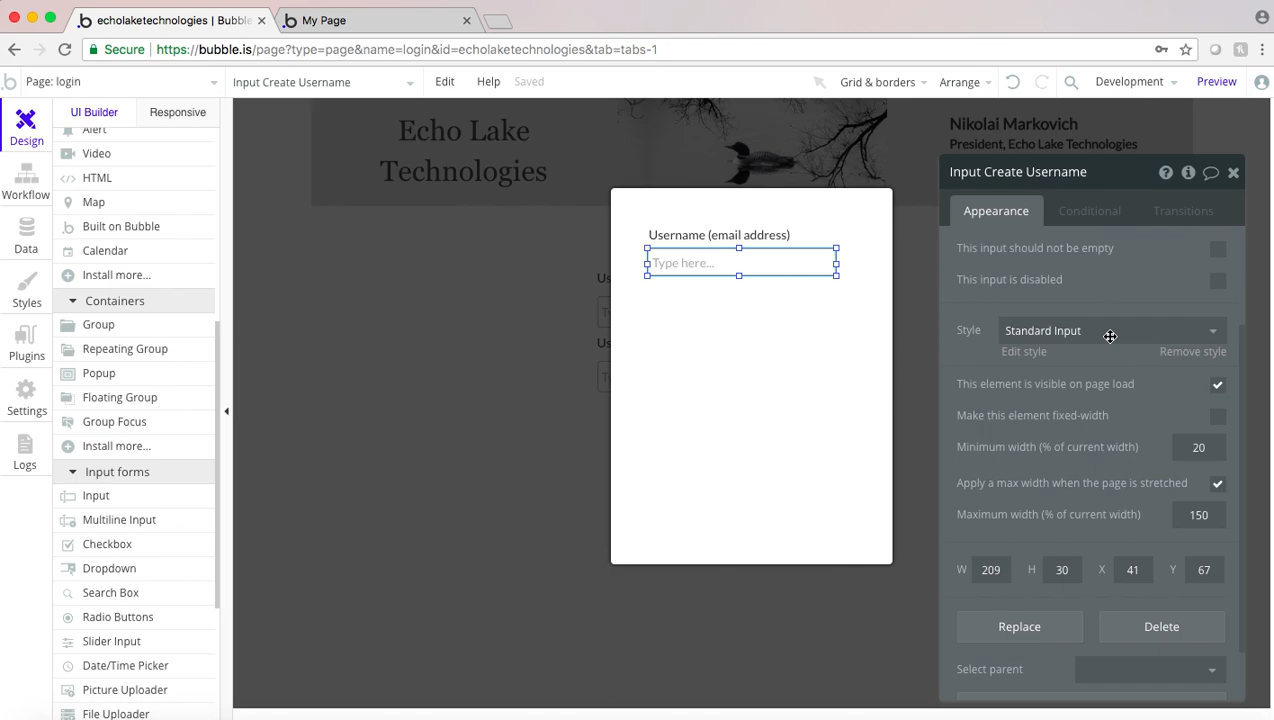 echolaketechnologies | Bubble
My Page
Secure
https://bubble.is/page?type=page&name=login&id=echolaketechnologies&tab=tabs-1
Page: login
Input Create Username
Edit
Help
Saved
Grid & borders
Arrange
Development
Preview
Design
Workflow
Data
Styles
Plugins
Settings
Logs
UI Builder
Responsive
Alert
Video
HTML
Map
Built on Bubble
Calendar
Install more...
Containers
Group
Repeating Group
Popup
Floating Group
Group Focus
Install more...
Input forms
Input
Multiline Input
Checkbox
Dropdown
Search Box
Radio Buttons
Slider Input
Date/Time Picker
Picture Uploader
File Uploader
Echo Lake
Technologies
Nikolai Markovich
President, Echo Lake Technologies
Username (email address)
Type here...
Input Create Username
Appearance
Conditional
Transitions
This input should not be empty
This input is disabled
Style
Standard Input
Edit style
Remove style
This element is visible on page load
Make this element fixed-width
Minimum width (% of current width)
20
Apply a max width when the page is stretched
Maximum width (% of current width)
150
W 209 H 30 X 41 Y 67
Replace
Delete
Select parent